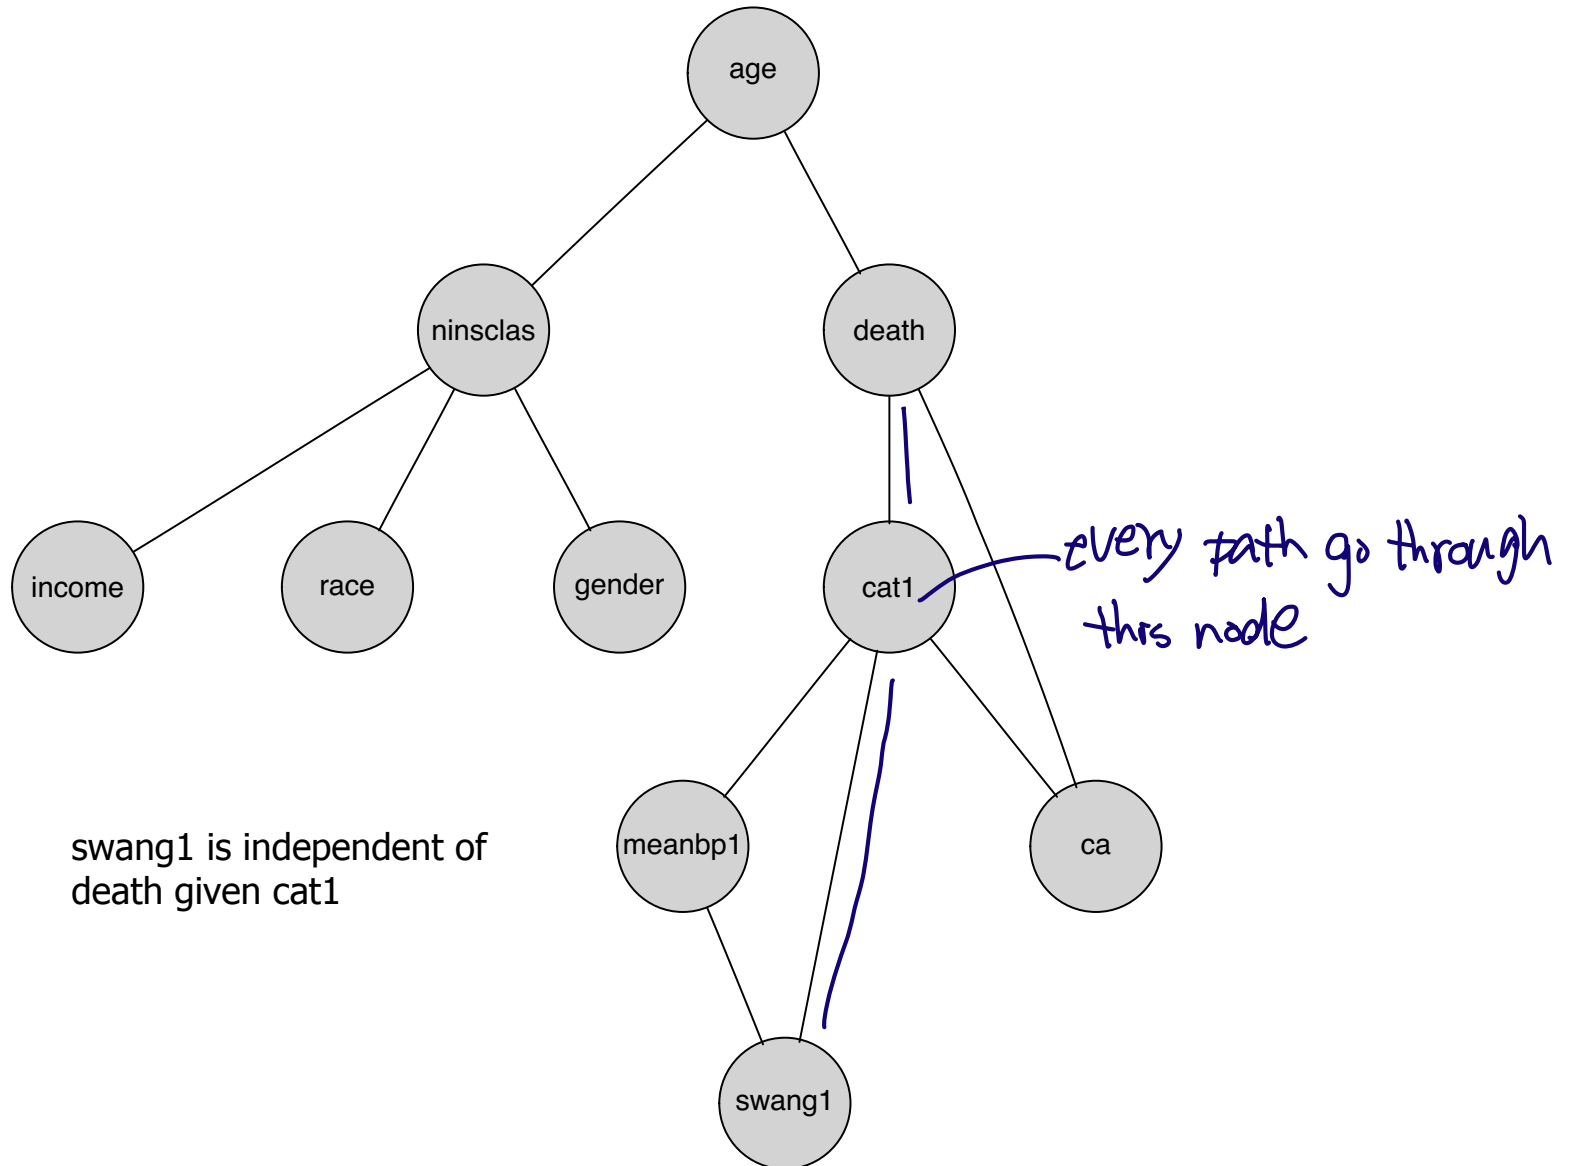 age
ninsclas
death
income
race
gender
cat1
every path go through
this node
meanbp1
ca
swang1 is independent of
death given cat1
swang1